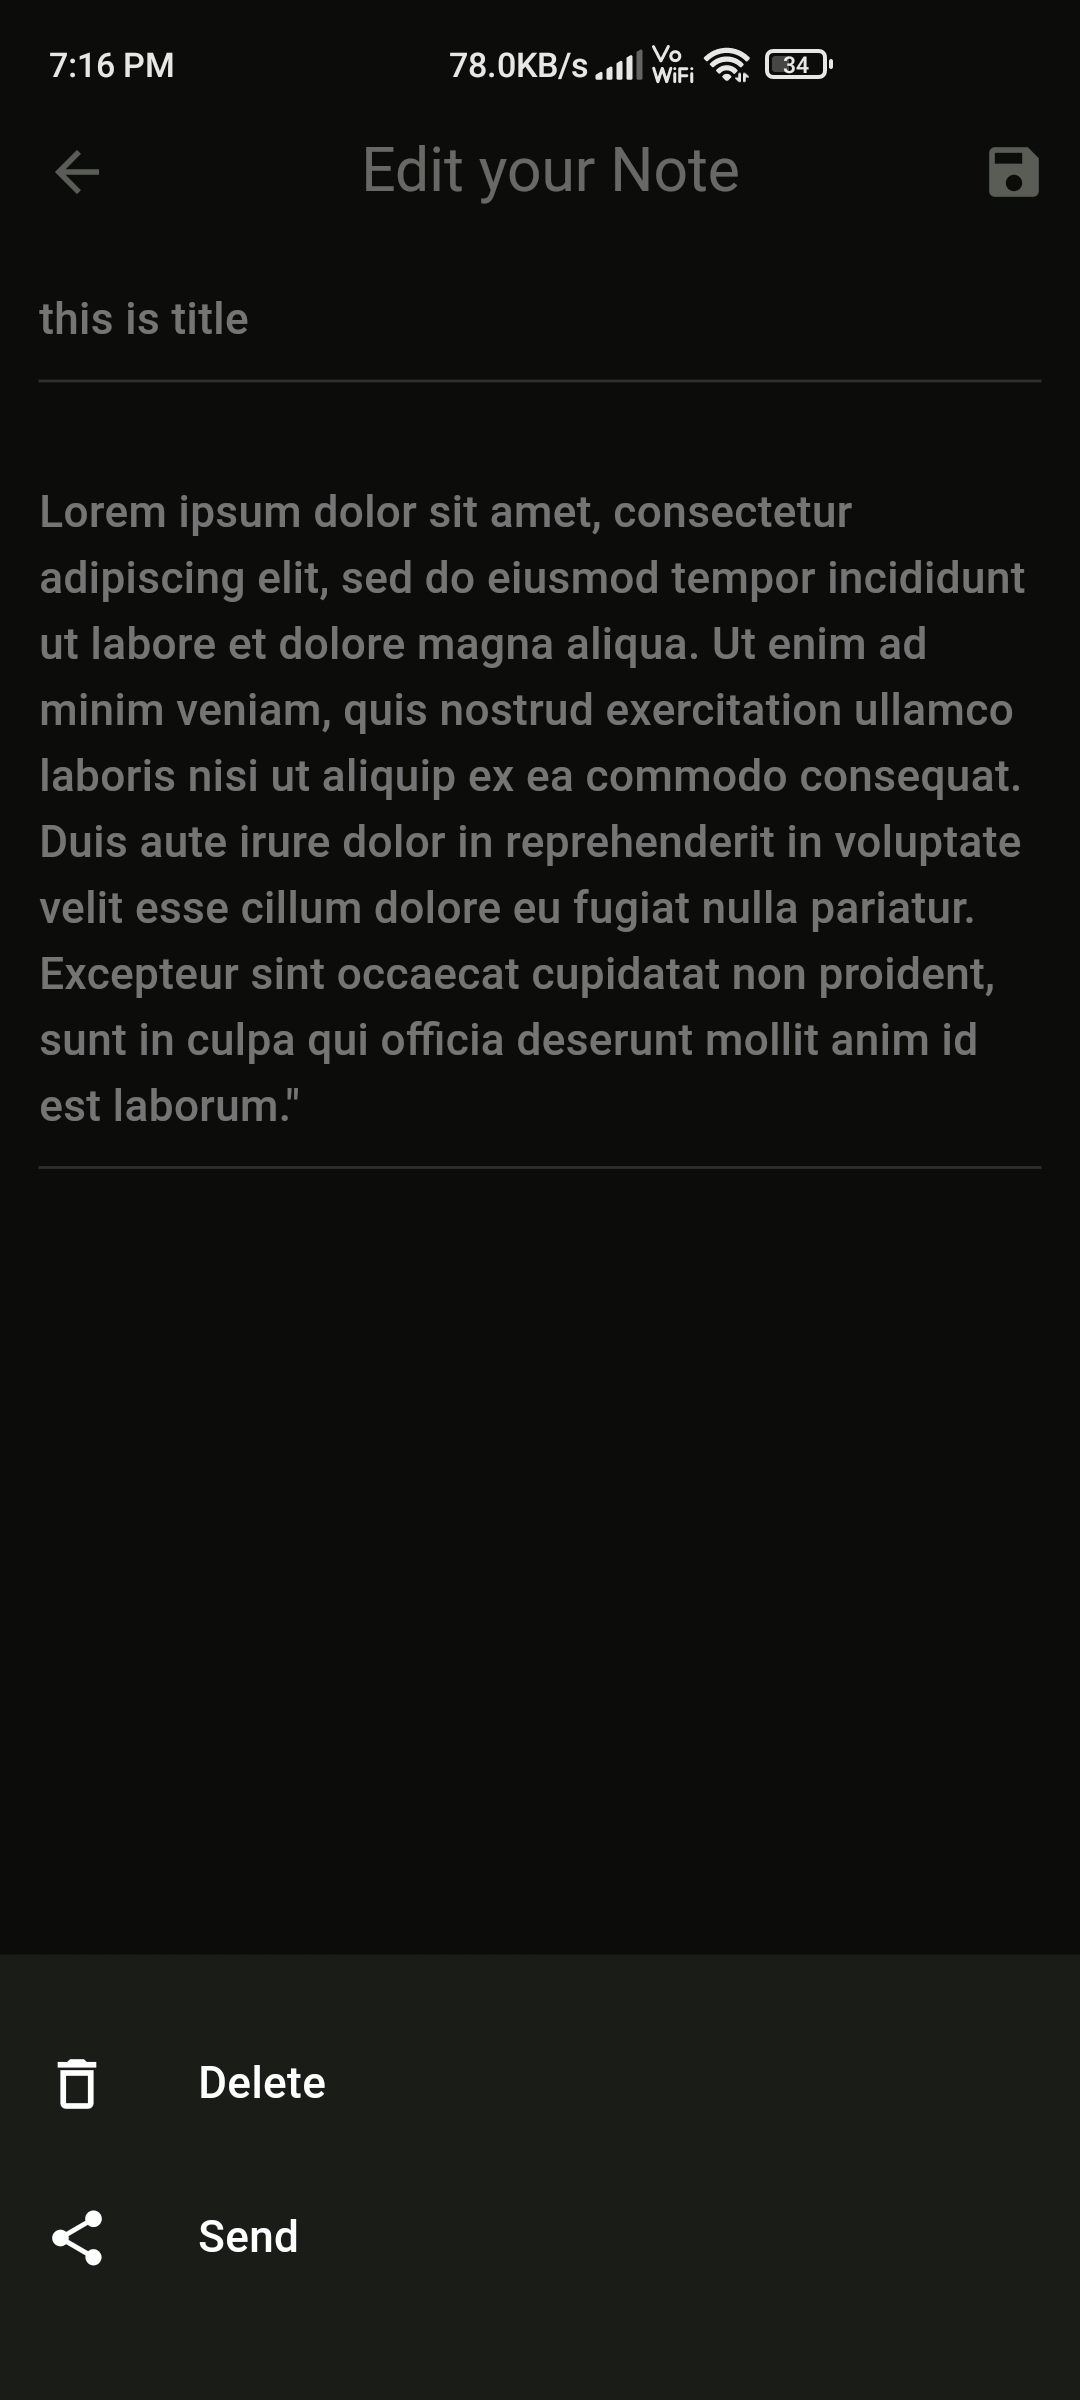 7:16 PM 78.0KB/s Vo WiFi 34
Edit your Note
this is title
Lorem ipsum dolor sit amet, consectetur
adipiscing elit, sed do eiusmod tempor incididunt
ut labore et dolore magna aliqua. Ut enim ad
minim veniam, quis nostrud exercitation ullamco
laboris nisi ut aliquip ex ea commodo consequat.
Duis aute irure dolor in reprehenderit in voluptate
velit esse cillum dolore eu fugiat nulla pariatur.
Excepteur sint occaecat cupidatat non proident,
sunt in culpa qui officia deserunt mollit anim id
est laborum."
Delete
Send